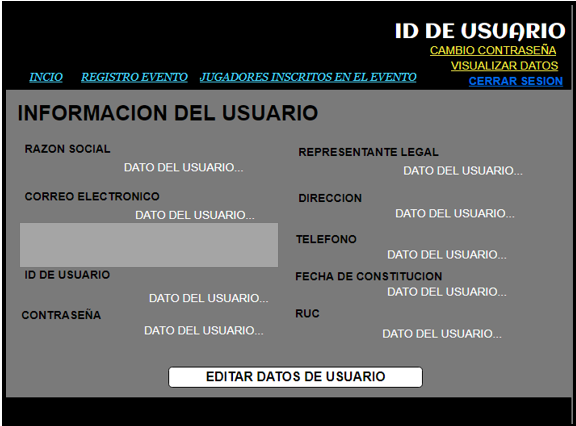 ID DE USUARIO
CAMBIO CONTRASEÑA
VISUALIZAR DATOS
CERRAR SESION
INCIO REGISTRO EVENTO JUGADORES INSCRITOS EN EL EVENTO
INFORMACION DEL USUARIO
RAZON SOCIAL
DATO DEL USUARIO...
CORREO ELECTRONICO
DATO DEL USUARIO...
ID DE USUARIO
DATO DEL USUARIO...
CONTRASEÑA
DATO DEL USUARIO...
REPRESENTANTE LEGAL
DATO DEL USUARIO...
DIRECCION
DATO DEL USUARIO...
TELEFONO
DATO DEL USUARIO...
FECHA DE CONSTITUCION
DATO DEL USUARIO...
RUC
DATO DEL USUARIO...
EDITAR DATOS DE USUARIO